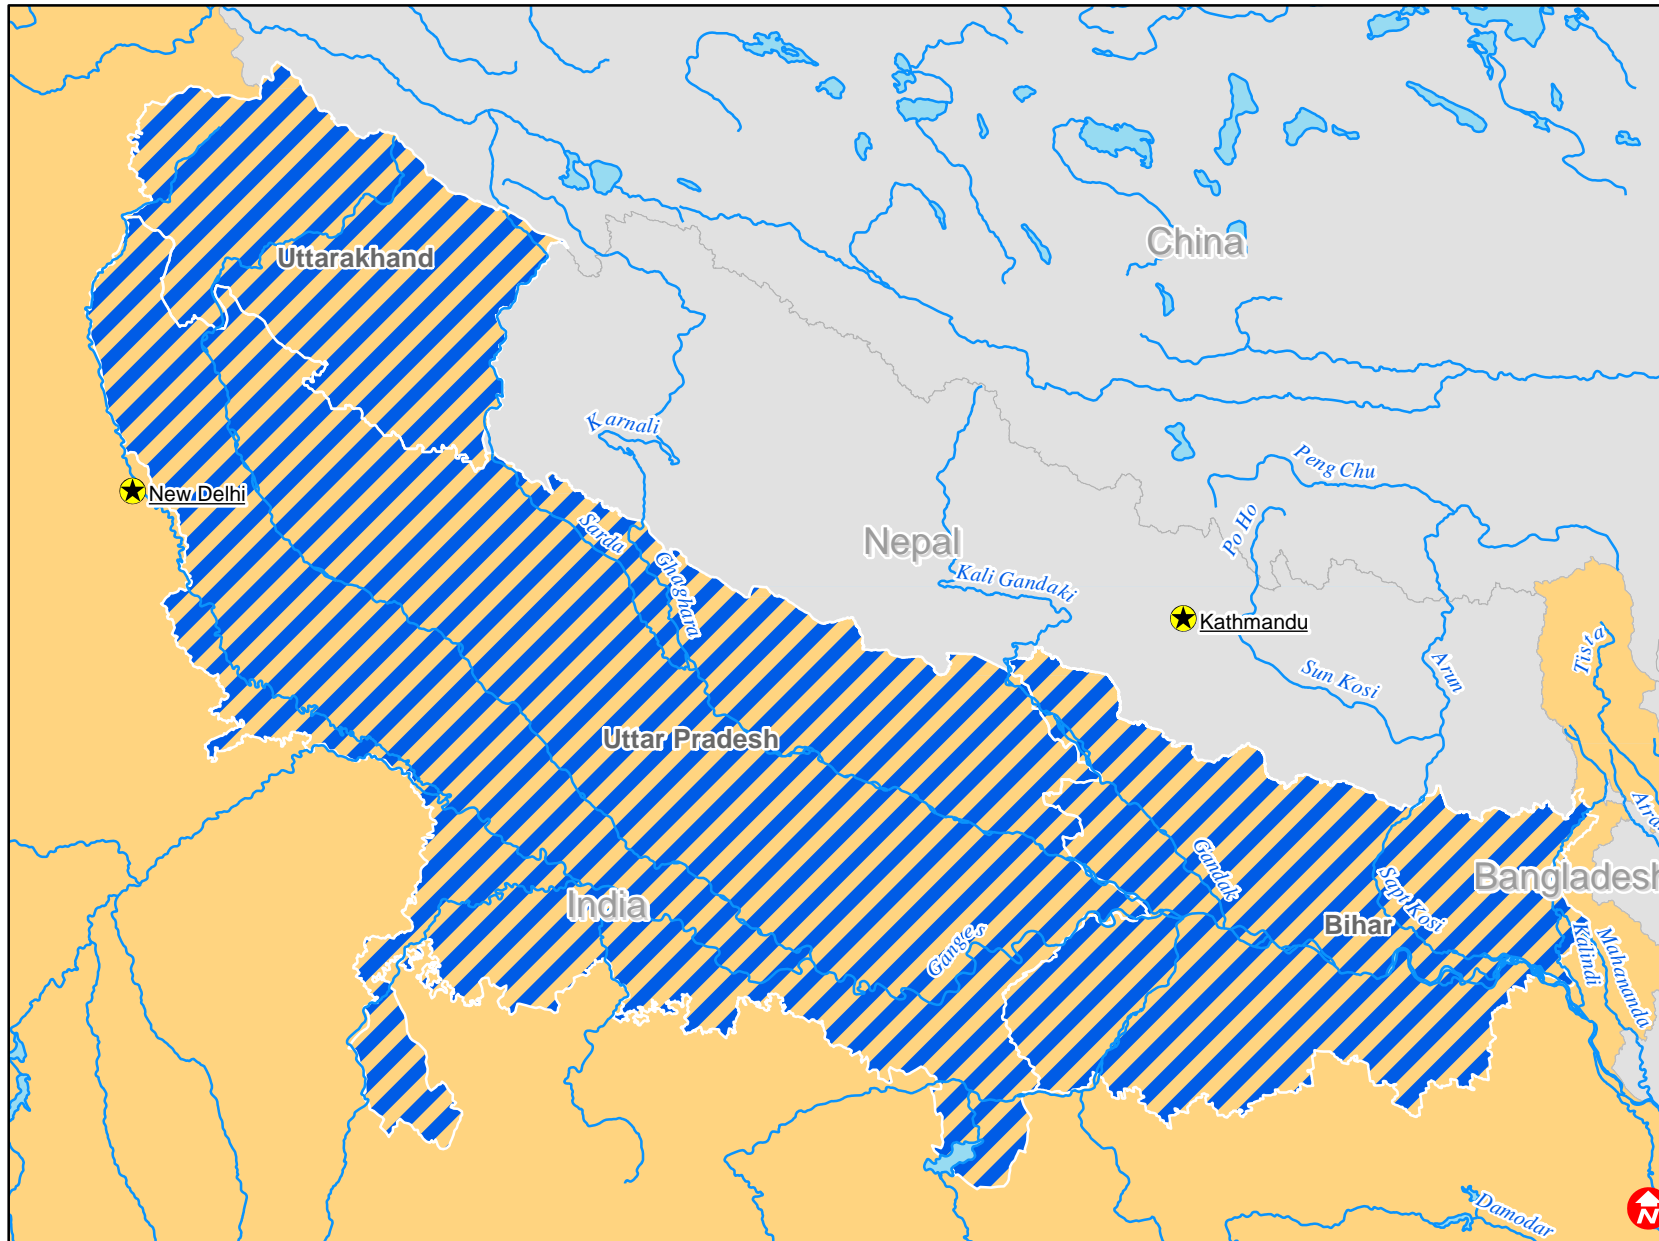 China
Uttarakhand
Karnali
Peng Chu
New Delhi
Po Ho
Sarda
Nepal
Ghaghara
Kali Gandaki
Kathmandu
Tista
Arun
Sun Kosi
Uttar Pradesh
Gandak
Bangladesh
India
Sapt Kosi
Bihar
Ganges
Kalindi
Mahananda
Damodar
N